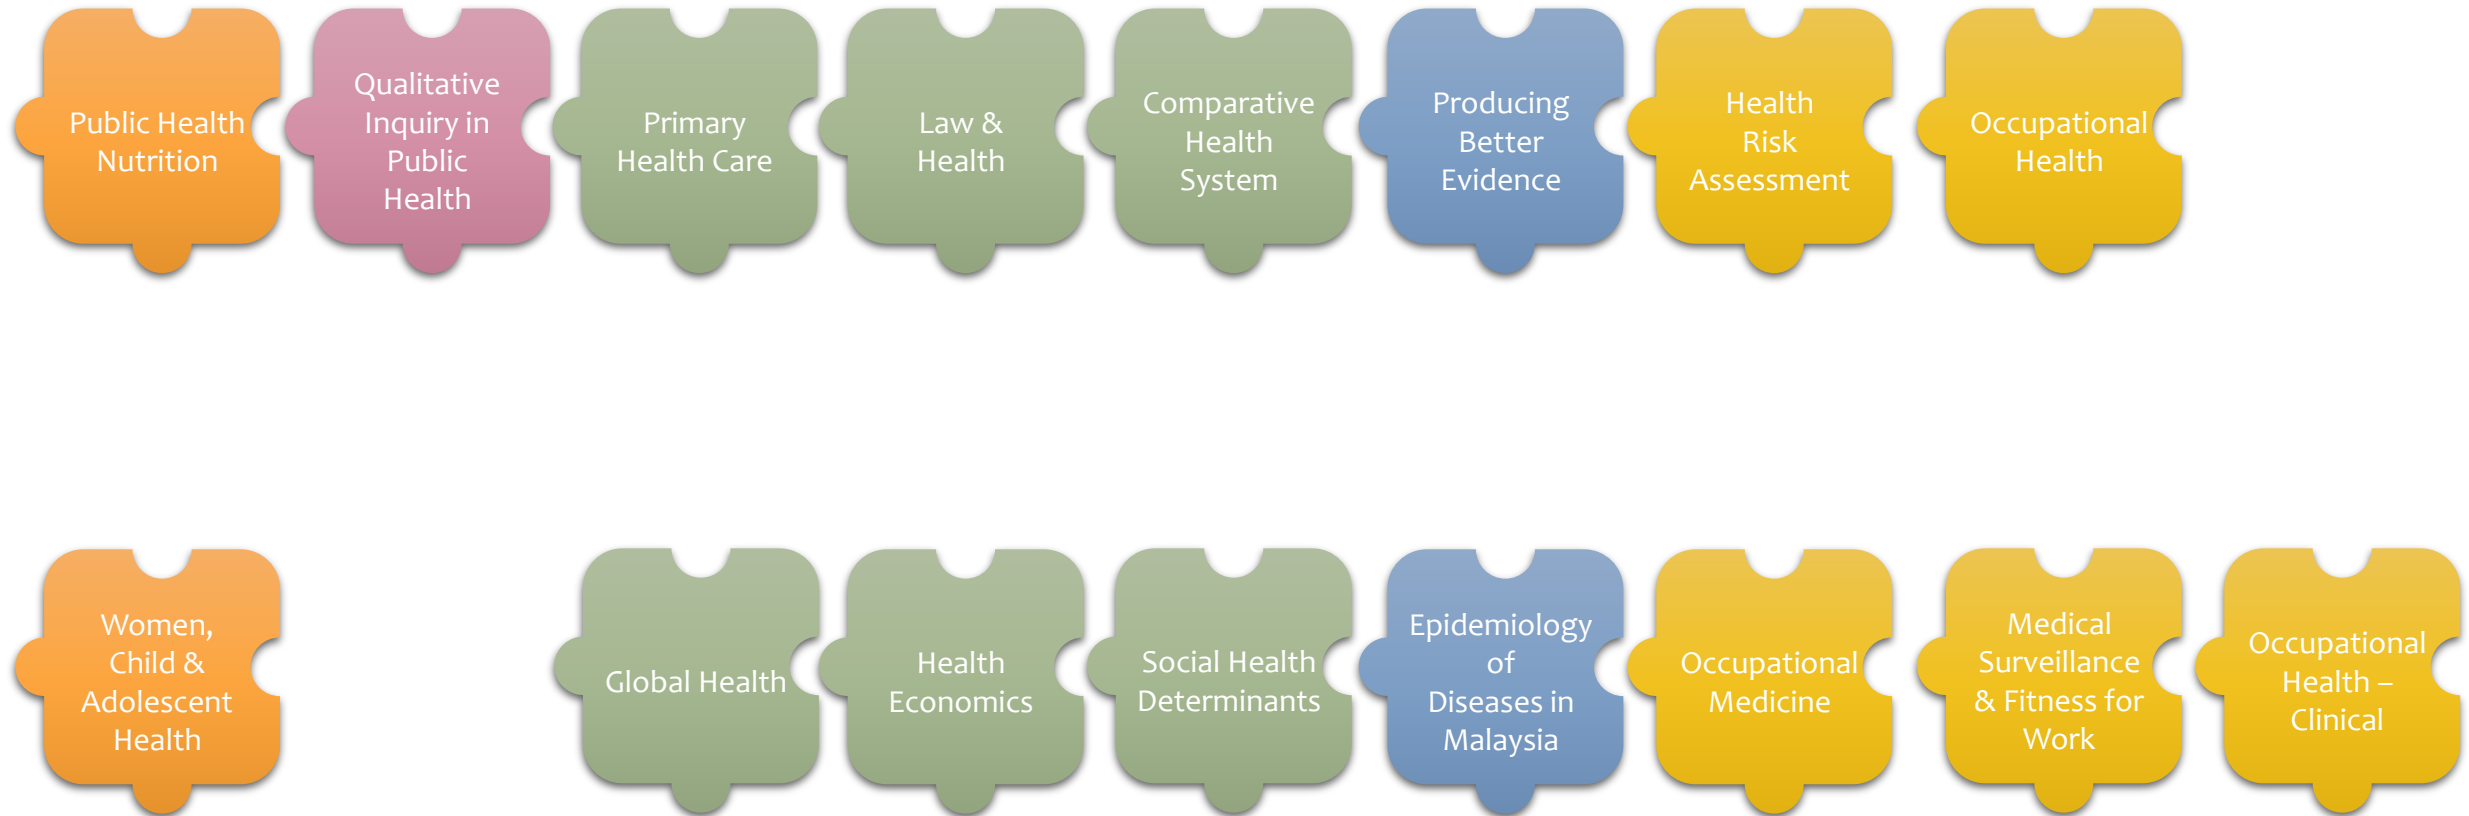 Public Health
Nutrition
Qualitative
Inquiry in
Public
Health
Primary
Health Care
Law &
Health
Comparative
Health
System
Producing
Better
Evidence
Health
Risk
Assessment
Occupational
Health
Women,
Child &
Adolescent
Health
Global Health
Health
Economics
Social Health
Determinants
Epidemiology
of
Diseases in
Malaysia
Occupational
Medicine
Medical
Surveillance
& Fitness for
Work
Occupational
Health –
Clinical